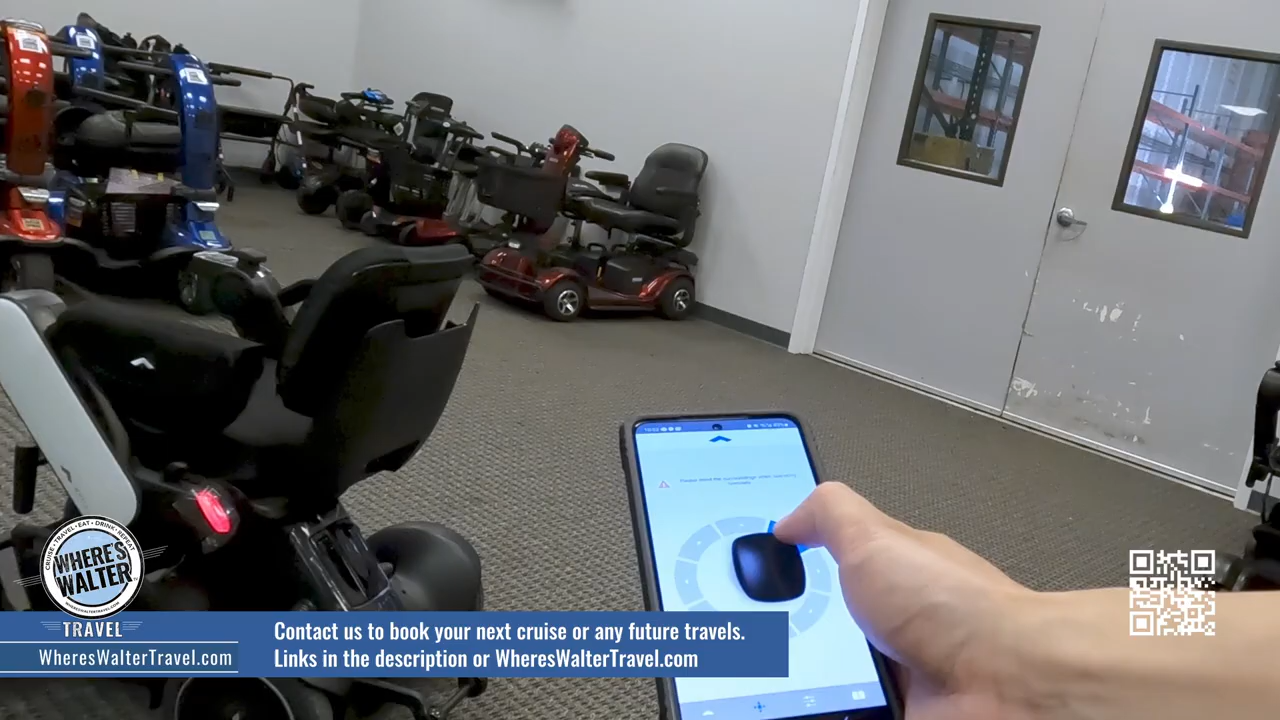 CRUISE • TRAVEL • EAT • DRINK • REPEAT
WHERE'S
WALTER
TRAVEL
WheresWalterTravel.com
Contact us to book your next cruise or any future travels.
Links in the description or WheresWalterTravel.com